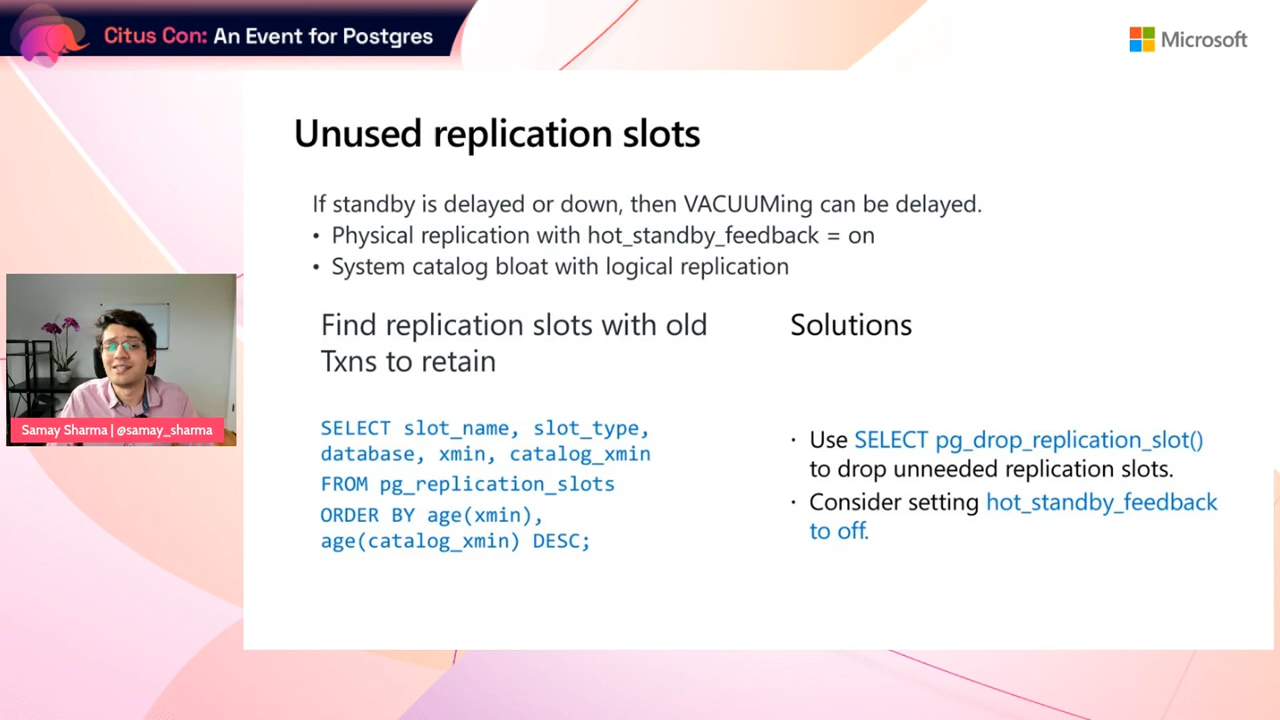 Citus Con: An Event for Postgres
Microsoft
Unused replication slots
If standby is delayed or down, then VACUUMing can be delayed.
• Physical replication with hot_standby_feedback = on
• System catalog bloat with logical replication
Find replication slots with old
Txns to retain
SELECT slot_name, slot_type,
database, xmin, catalog_xmin
FROM pg_replication_slots
ORDER BY age(xmin),
age(catalog_xmin) DESC;
Solutions
· Use SELECT pg_drop_replication_slot()
to drop unneeded replication slots.
· Consider setting hot_standby_feedback
to off.
Samay Sharma | @samay_sharma